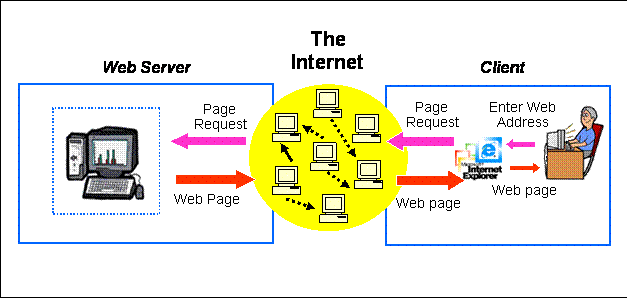 The
Internet
Web Server
Client
Page
Request
Page
Request
Enter Web
Address
Microsoft
Internet
Explorer
Web Page
Web page
Web page